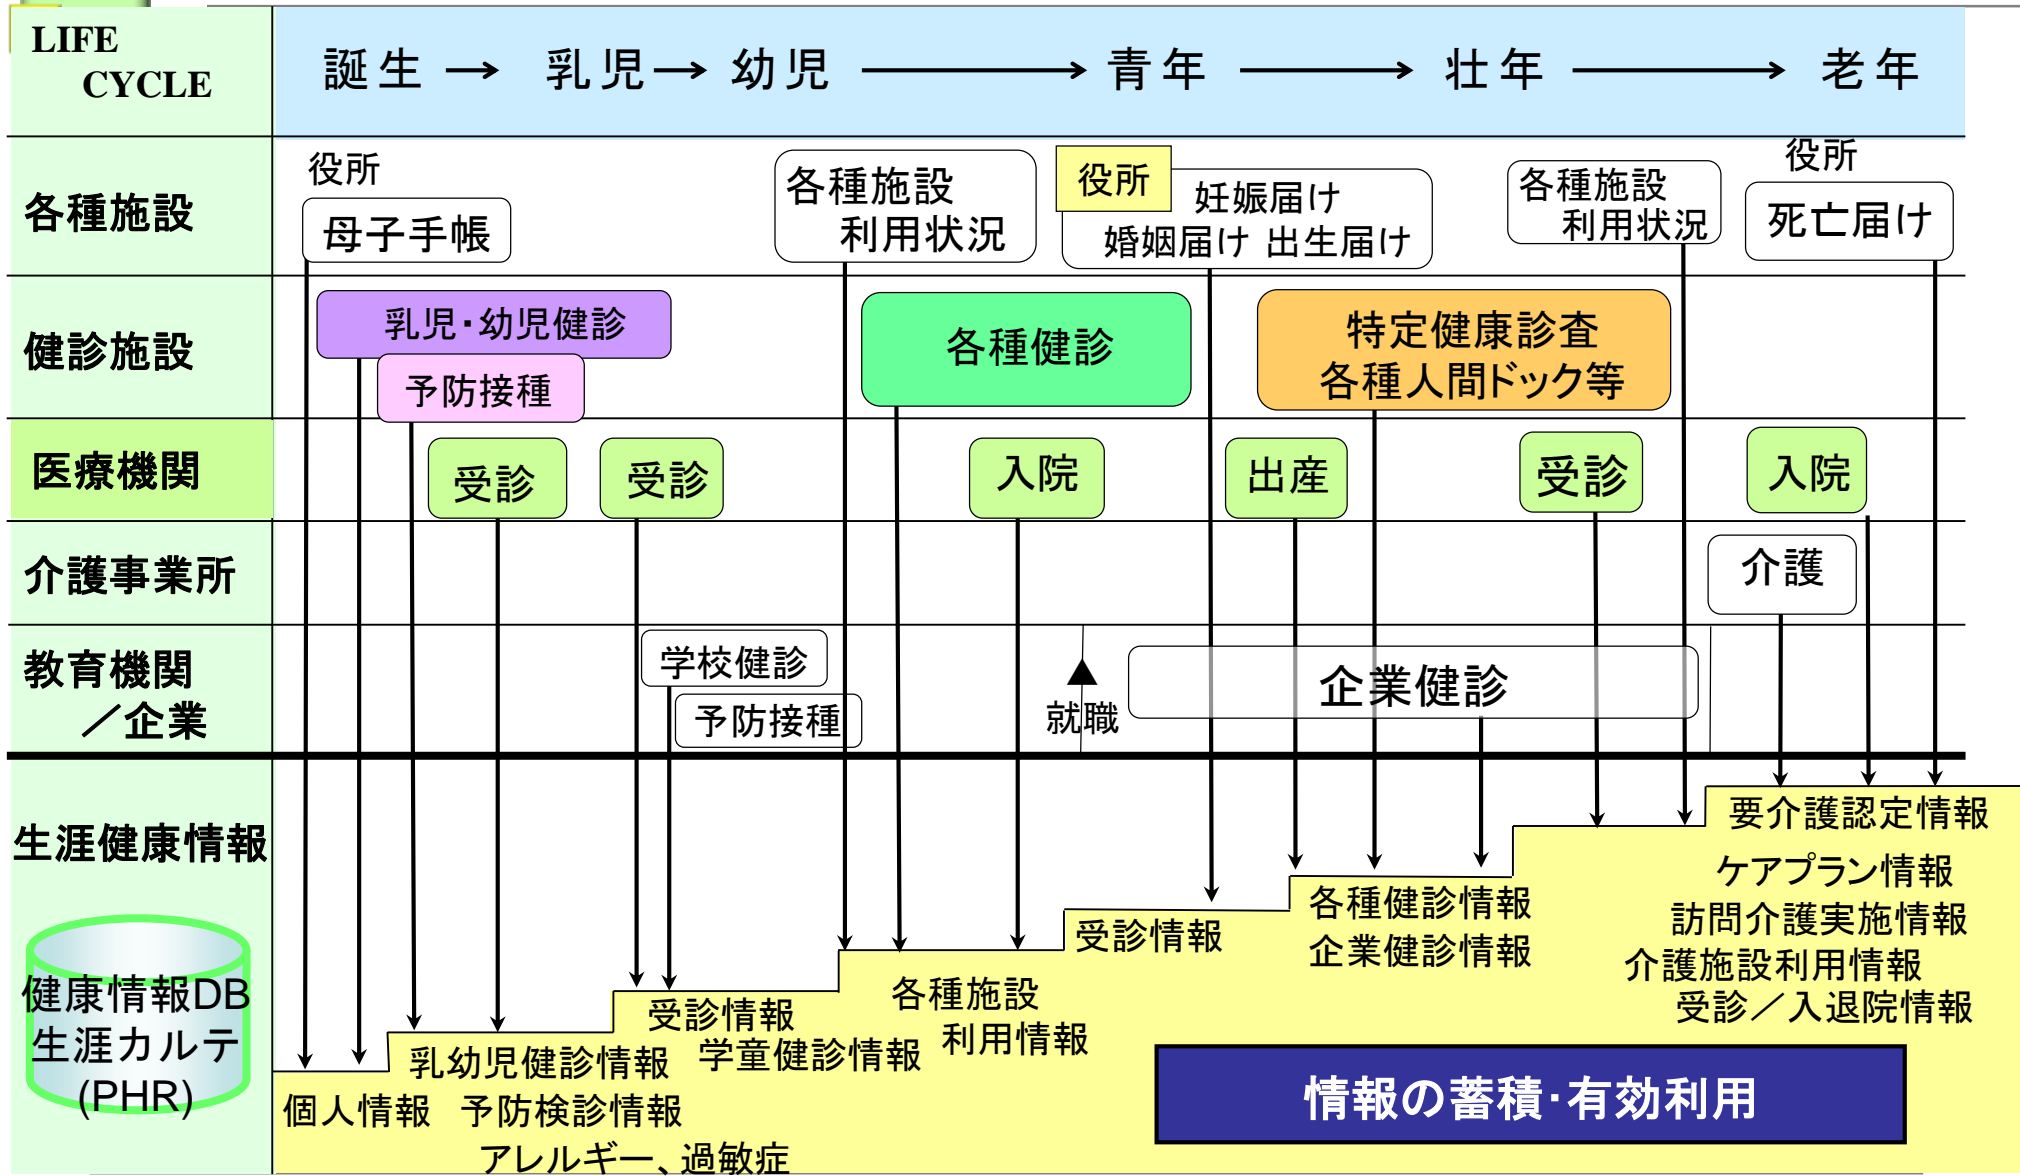 LIFE
CYCLE
誕生 → 乳児 → 幼児 → 青年 → 壮年 → 老年
各種施設
役所
母子手帳
各種施設
利用状況
役所
妊娠届け
婚姻届け 出生届け
各種施設
利用状況
役所
死亡届け
健診施設
乳児・幼児健診
予防接種
各種健診
特定健康診査
各種人間ドック等
医療機関
受診
受診
入院
出産
受診
入院
介護事業所
介護
教育機関
／企業
学校健診
予防接種
▲
就職
企業健診
生涯健康情報
健康情報DB
生涯カルテ
(PHR)
個人情報
乳幼児健診情報
予防検診情報
アレルギー、過敏症
受診情報
学童健診情報
各種施設
利用情報
受診情報
各種健診情報
企業健診情報
要介護認定情報
ケアプラン情報
訪問介護実施情報
介護施設利用情報
受診／入退院情報
情報の蓄積・有効利用